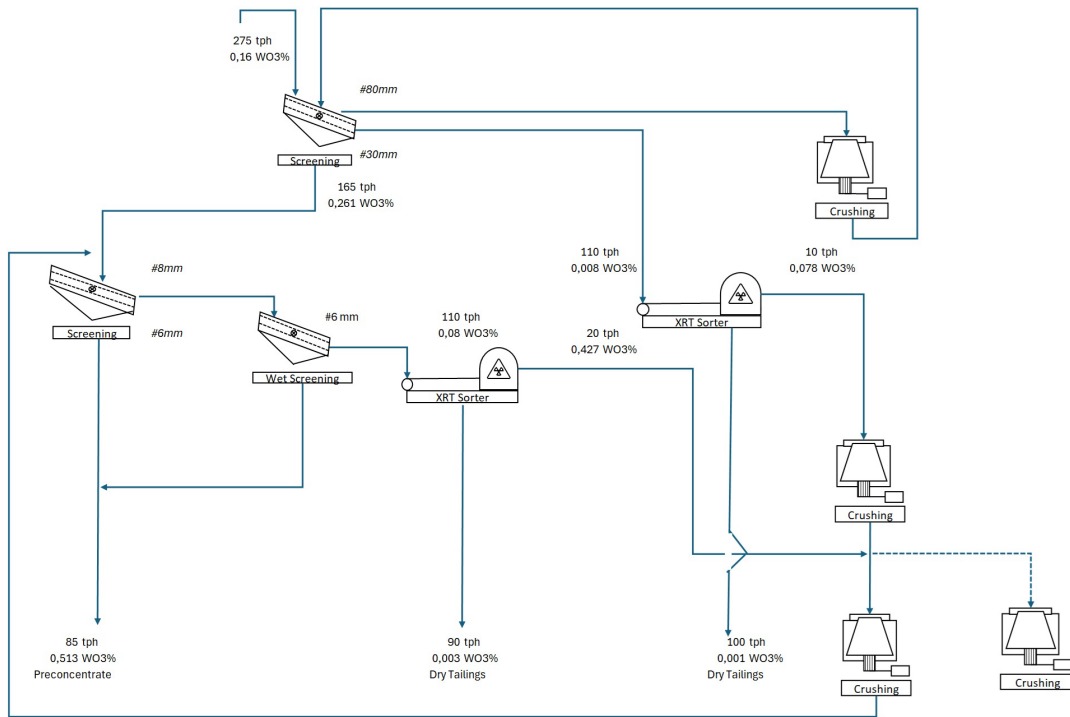 275 tph
0,16 WO3%
#80mm
Screening
#30mm
165 tph
0,261 WO3%
Crushing
110 tph
0,008 WO3%
10 tph
0,078 WO3%
#8mm
Screening
#6mm
#6 mm
Wet Screening
110 tph
0,08 WO3%
XRT Sorter
20 tph
0,427 WO3%
XRT Sorter
Crushing
85 tph
0,513 WO3%
Preconcentrate
90 tph
0,003 WO3%
Dry Tailings
100 tph
0,001 WO3%
Dry Tailings
Crushing
Crushing